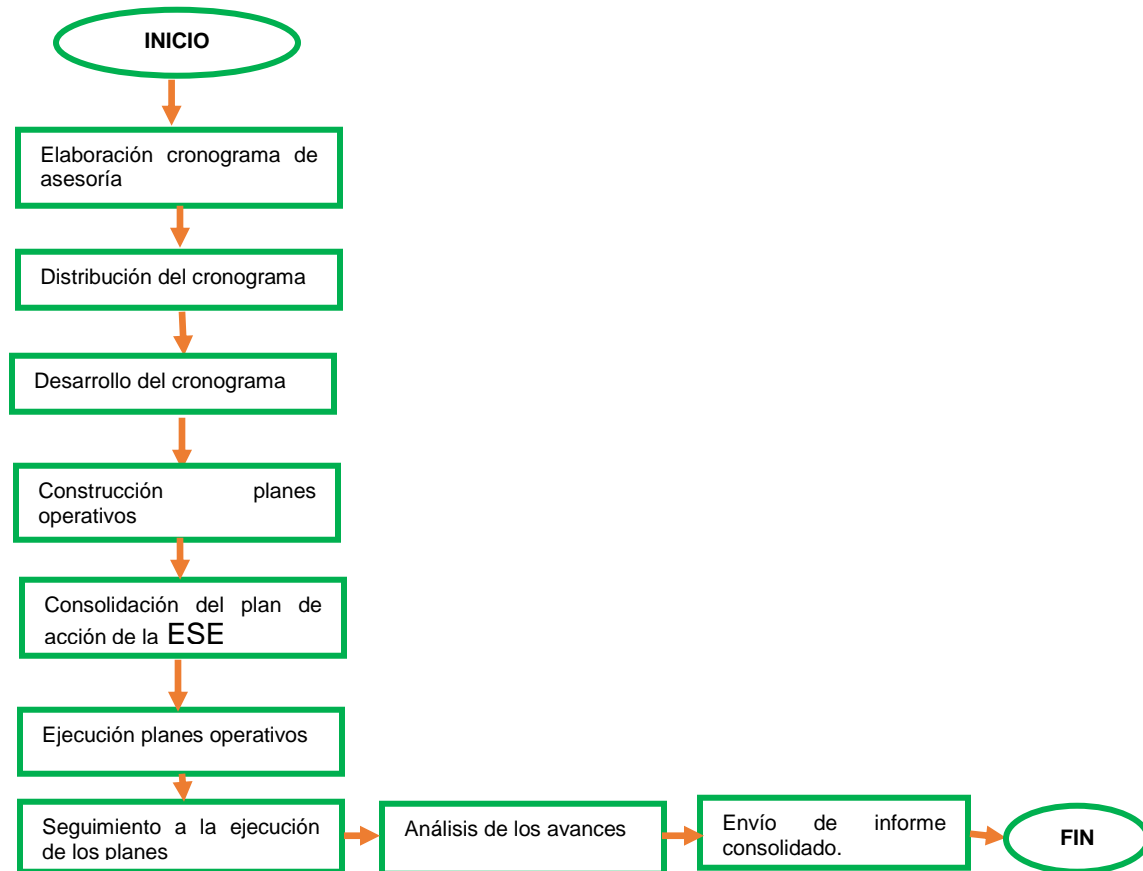 INICIO
Elaboración cronograma de
asesoría
Distribución del cronograma
Desarrollo del cronograma
Construcción planes
operativos
Consolidación del plan de
acción de la ESE
Ejecución planes operativos
Seguimiento a la ejecución
de los planes
Análisis de los avances
Envío de informe
consolidado.
FIN